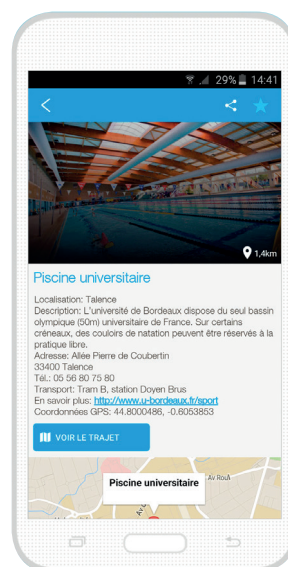 29% 14:41
1,4km
Piscine universitaire
Localisation: Talence
Description: L'université de Bordeaux dispose du seul bassin
olympique (50m) universitaire de France. Sur certains
créneaux, des couloirs de natation peuvent être réservés à la
pratique libre.
Adresse: Allée Pierre de Coubertin
33400 Talence
Tél.: 05 56 80 75 80
Transport: Tram B, station Doyen Brus
En savoir plus: http://www.u-bordeaux.fr/sport
Coordonnées GPS: 44.8000486, -0.6053853
VOIR LE TRAJET
Piscine universitaire